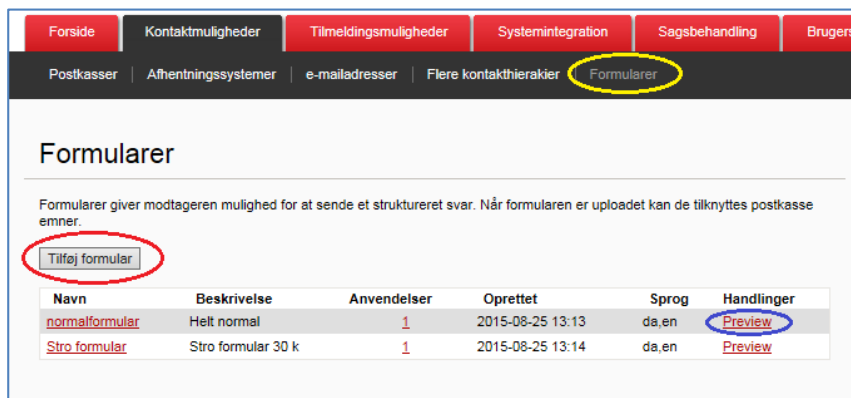 Forside Kontaktmuligheder Tilmeldingsmuligheder Systemintegration Sagsbehandling
Postkasser Afhentningssystemer e-mailadresser Flere kontakthierakier Formularer
Formularer
Formularer giver modtageren mulighed for at sende et struktureret svar. Når formularen er uploadet kan de tilknyttes postkasse
emner.
Tilføj formular
Navn Beskrivelse Anvendelser Oprettet Sprog Handlinger
normalformular Helt normal 1 2015-08-25 13:13 da,en Preview
Stro formular Stro formular 30 k 1 2015-08-25 13:14 da,en Preview